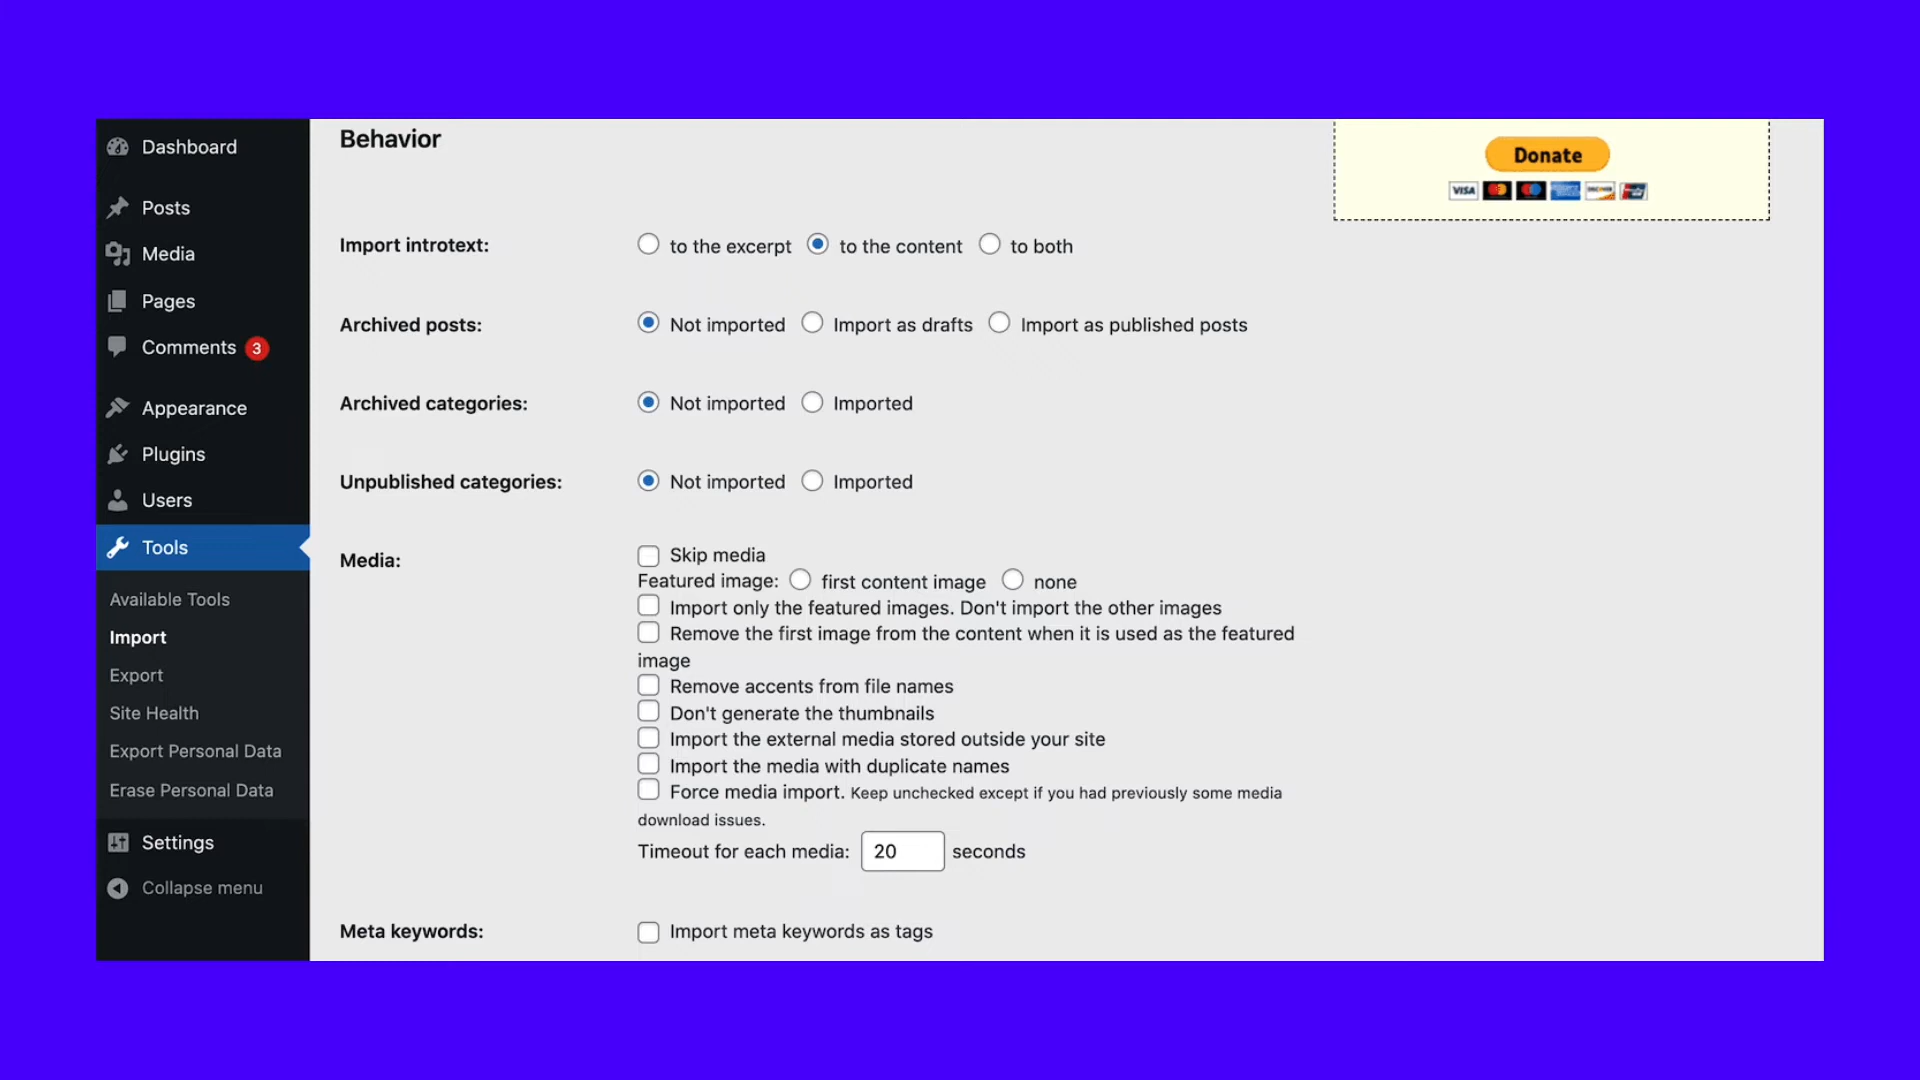 Dashboard
Posts
Media
Pages
Comments 3
Appearance
Plugins
Users
Tools
Available Tools
Import
Export
Site Health
Export Personal Data
Erase Personal Data
Settings
Collapse menu
Behavior
Donate
VISA
DISCOVER
Import introtext: to the excerpt to the content to both
Archived posts: Not imported Import as drafts Import as published posts
Archived categories: Not imported Imported
Unpublished categories: Not imported Imported
Media: Skip media
Featured image: first content image none
Import only the featured images. Don't import the other images
Remove the first image from the content when it is used as the featured
image
Remove accents from file names
Don't generate the thumbnails
Import the external media stored outside your site
Import the media with duplicate names
Force media import. Keep unchecked except if you had previously some media
download issues.
Timeout for each media: 20 seconds
Meta keywords: Import meta keywords as tags